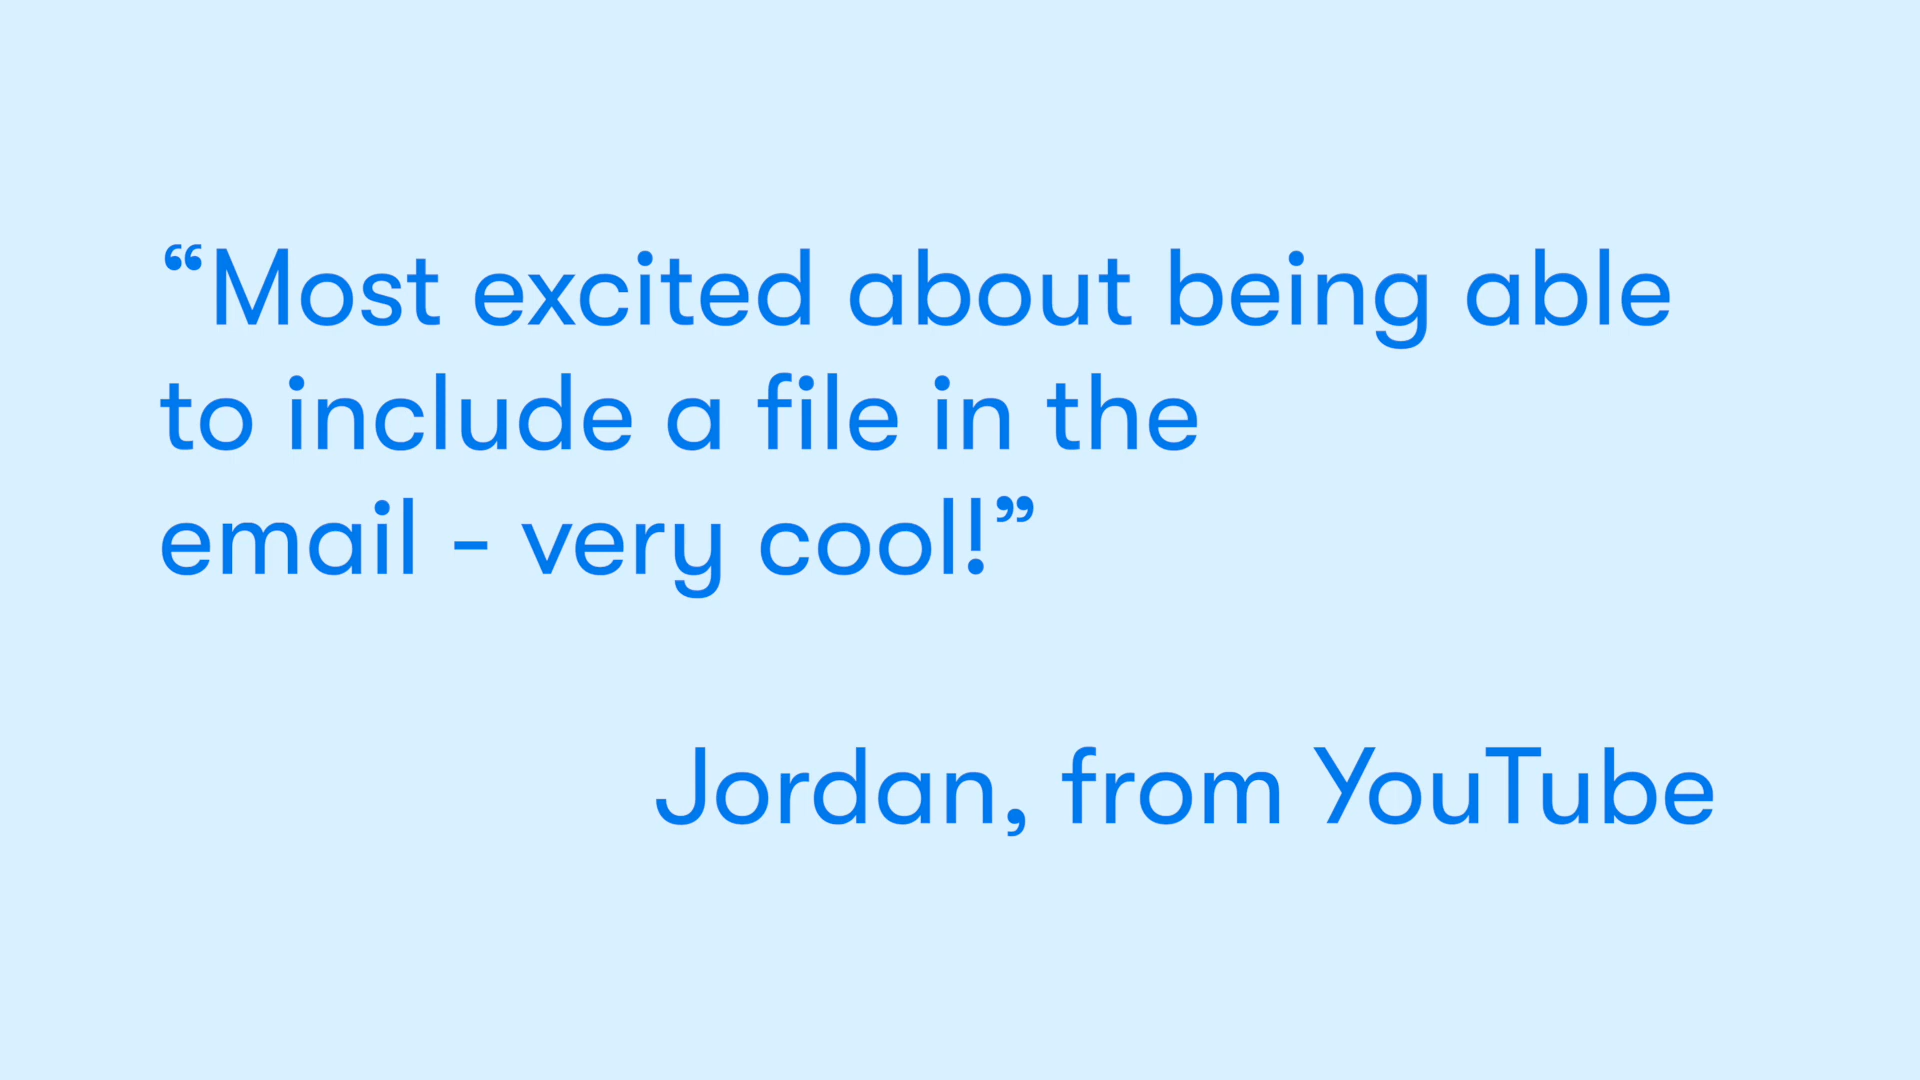 “Most excited about being able
to include a file in the
email - very cool!”
Jordan, from YouTube